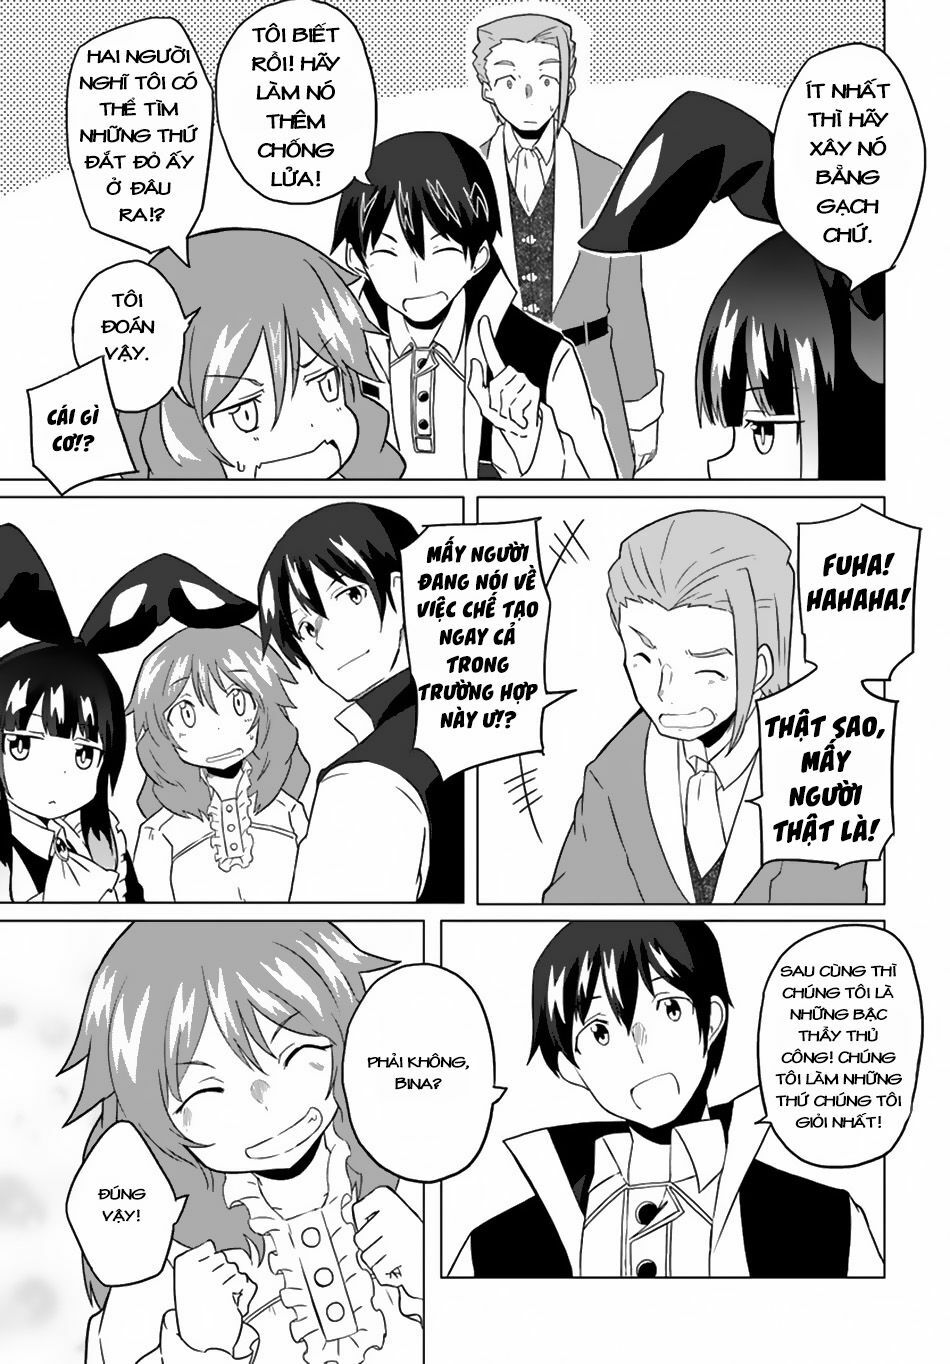 ÍT NHẤT
THÌ HÃY
XÂY NÓ
BẰNG
GẠCH
CHỨ.
TÔI BIẾT
RỒI! HÃY
LÀM NÓ
THÊM
CHỐNG
LỬA!
HAI NGƯỜI
NGHĨ TÔI CÓ
THỂ TÌM
NHỮNG THỨ
ĐẮT ĐỎ ẤY
Ở ĐÂU
RA!?
TÔI
ĐOÁN
VẬY.
CÁI GÌ
CƠ!?
FUHA!
HAHAHA!
THẬT SAO,
MẤY
NGƯỜI
THẬT LÀ!
MẤY NGƯỜI
ĐANG NÓI VỀ
VIỆC CHẾ TẠO
NGAY CẢ
TRONG
TRƯỜNG HỢP
NÀY Ư!?
SAU CÙNG THÌ
CHÚNG TÔI LÀ
NHỮNG BẬC
THẦY THỦ
CÔNG! CHÚNG
TÔI LÀM NHỮNG
THỨ CHÚNG TÔI
GIỎI NHẤT!
PHẢI KHÔNG,
BINA?
ĐÚNG
VẬY!